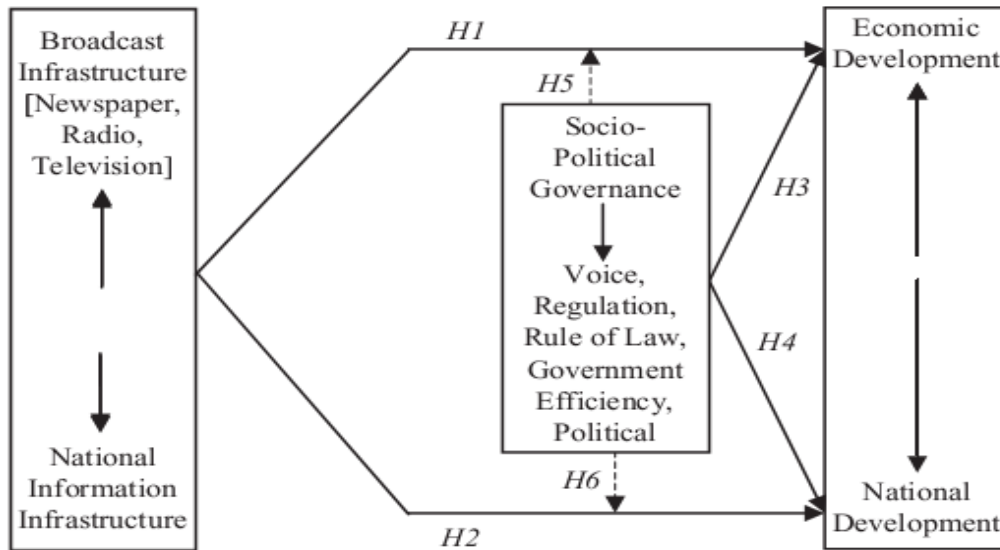 Broadcast
Infrastructure
[Newspaper,
Radio,
Television]
National
Information
Infrastructure
H1
H5
Socio-
Political
Governance
Voice,
Regulation,
Rule of Law,
Government
Efficiency,
Political
H6
H2
H3
H4
Economic
Development
National
Development